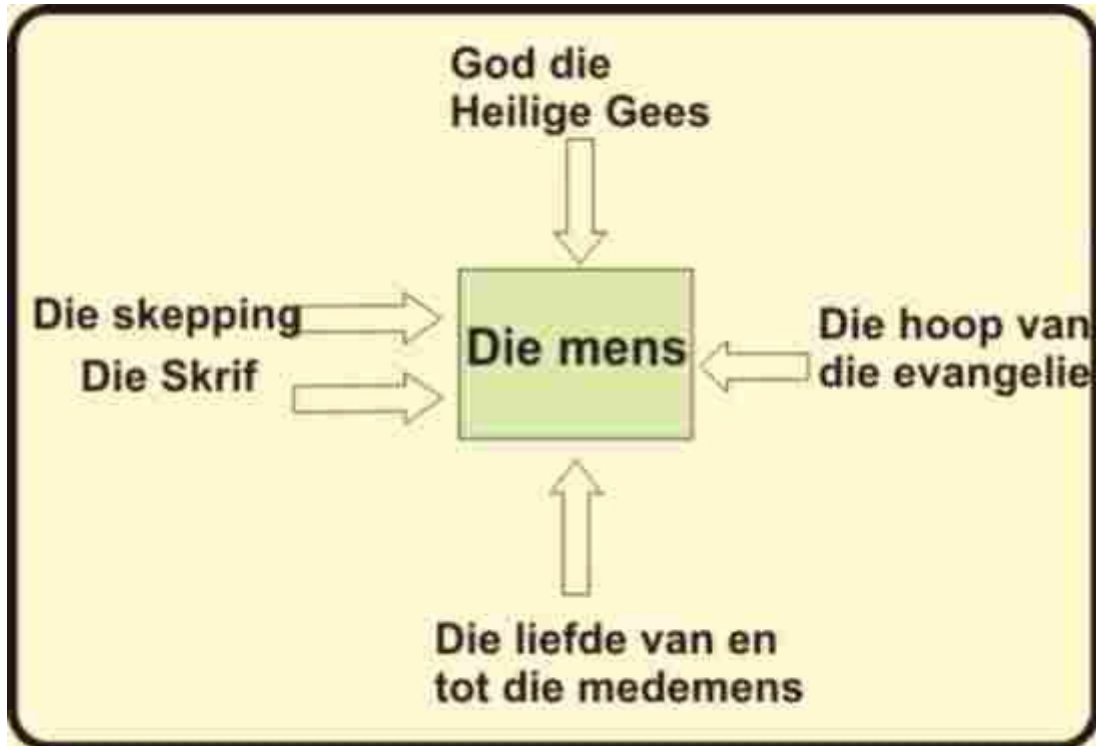 God die
Heilige Gees
Die skepping
Die Skrif
Die mens
Die hoop van
die evangelie
Die liefde van en
tot die medemens